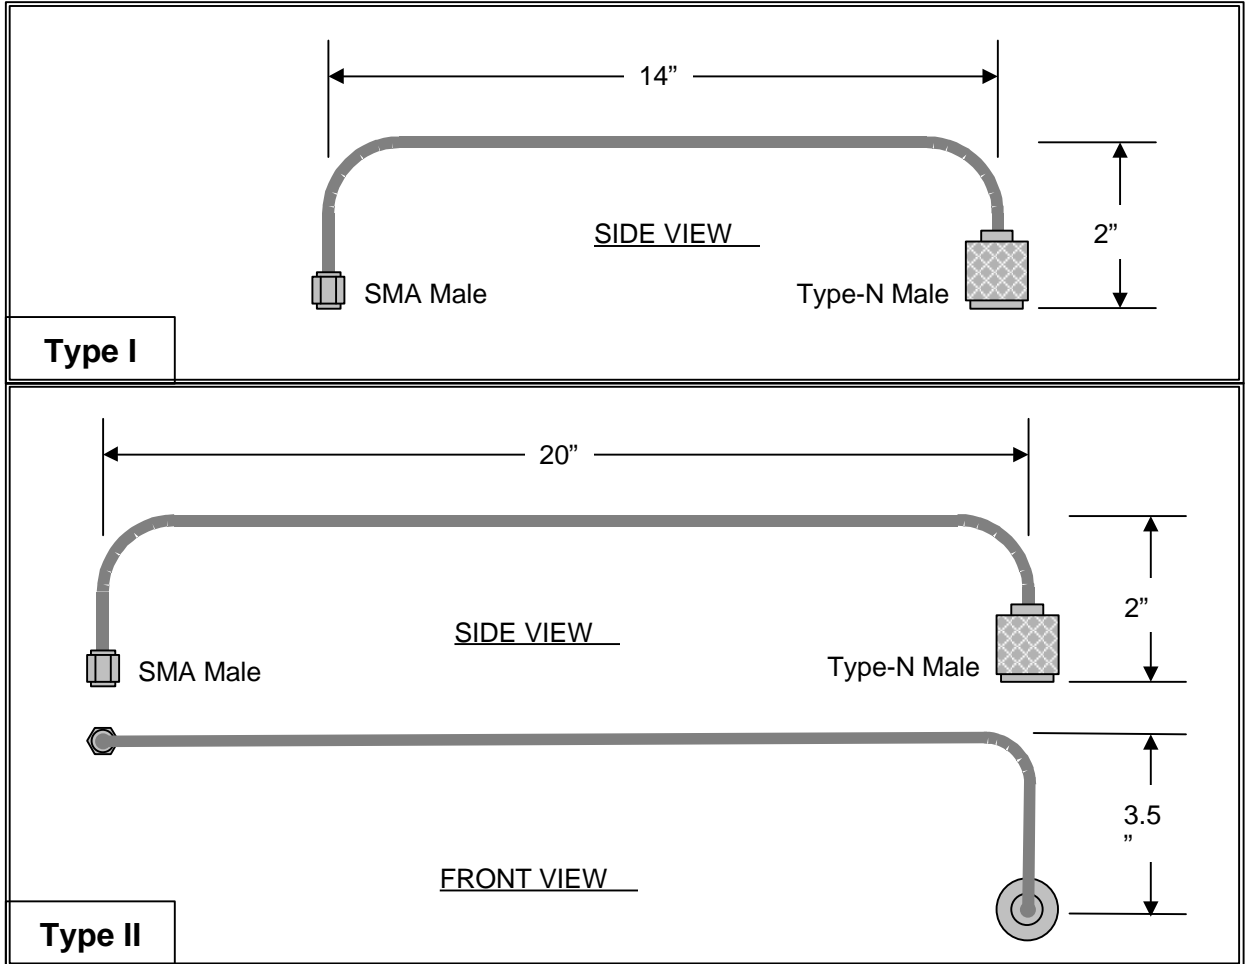 14”
SIDE VIEW
2”
SMA Male
Type-N Male
Type I
20”
2”
SIDE VIEW
SMA Male
Type-N Male
3.5
”
FRONT VIEW
Type II